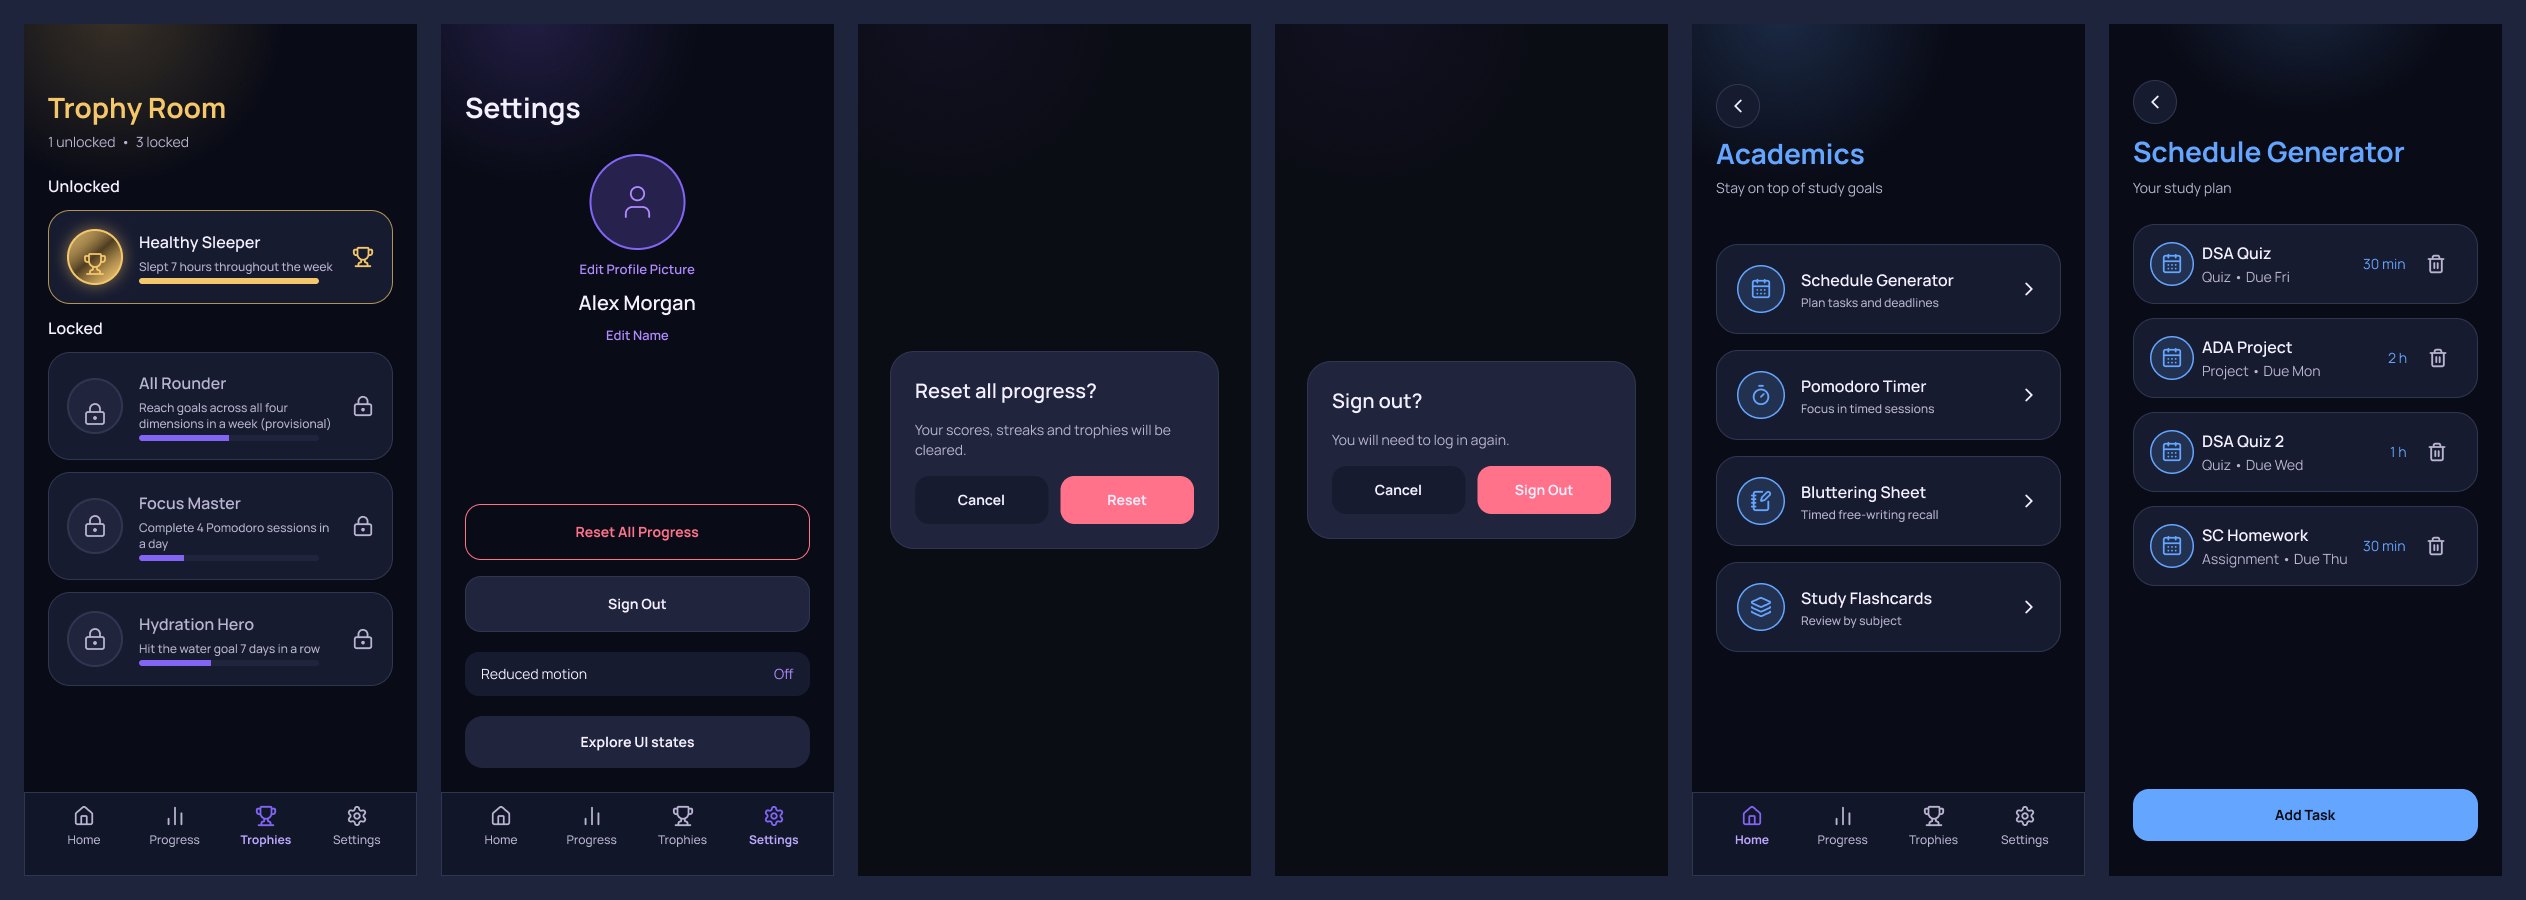 Trophy Room
1 unlocked • 3 locked
Unlocked
Healthy Sleeper
Slept 7 hours throughout the week
Locked
All Rounder
Reach goals across all four
dimensions in a week (provisional)
Focus Master
Complete 4 Pomodoro sessions in
a day
Hydration Hero
Hit the water goal 7 days in a row
Home
Progress
Trophies
Settings
Settings
Edit Profile Picture
Alex Morgan
Edit Name
Reset All Progress
Sign Out
Reduced motion
Off
Explore UI states
Home
Progress
Trophies
Settings
Reset all progress?
Your scores, streaks and trophies will be
cleared.
Cancel
Reset
Sign out?
You will need to log in again.
Cancel
Sign Out
Academics
Stay on top of study goals
Schedule Generator
Plan tasks and deadlines
Pomodoro Timer
Focus in timed sessions
Bluttering Sheet
Timed free-writing recall
Study Flashcards
Review by subject
Home
Progress
Trophies
Settings
Schedule Generator
Your study plan
DSA Quiz
Quiz • Due Fri
30 min
ADA Project
Project • Due Mon
2 h
DSA Quiz 2
Quiz • Due Wed
1 h
SC Homework
Assignment • Due Thu
30 min
Add Task